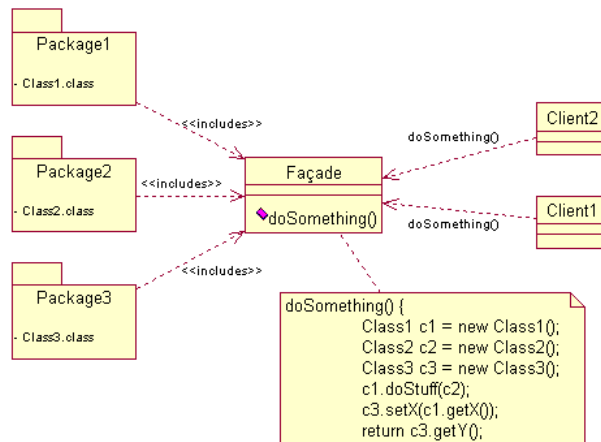 Package1
- Class1.class
<<includes>>
Package2
- Class2.class
<<includes>>
Package3
- Class3.class
<<includes>>
Façade
doSomething()
Client2
doSomething()
Client1
doSomething()
doSomething() {
Class1 c1 = new Class1();
Class2 c2 = new Class2();
Class3 c3 = new Class3();
c1.doStuff(c2);
c3.setX(c1.getX());
return c3.getY();